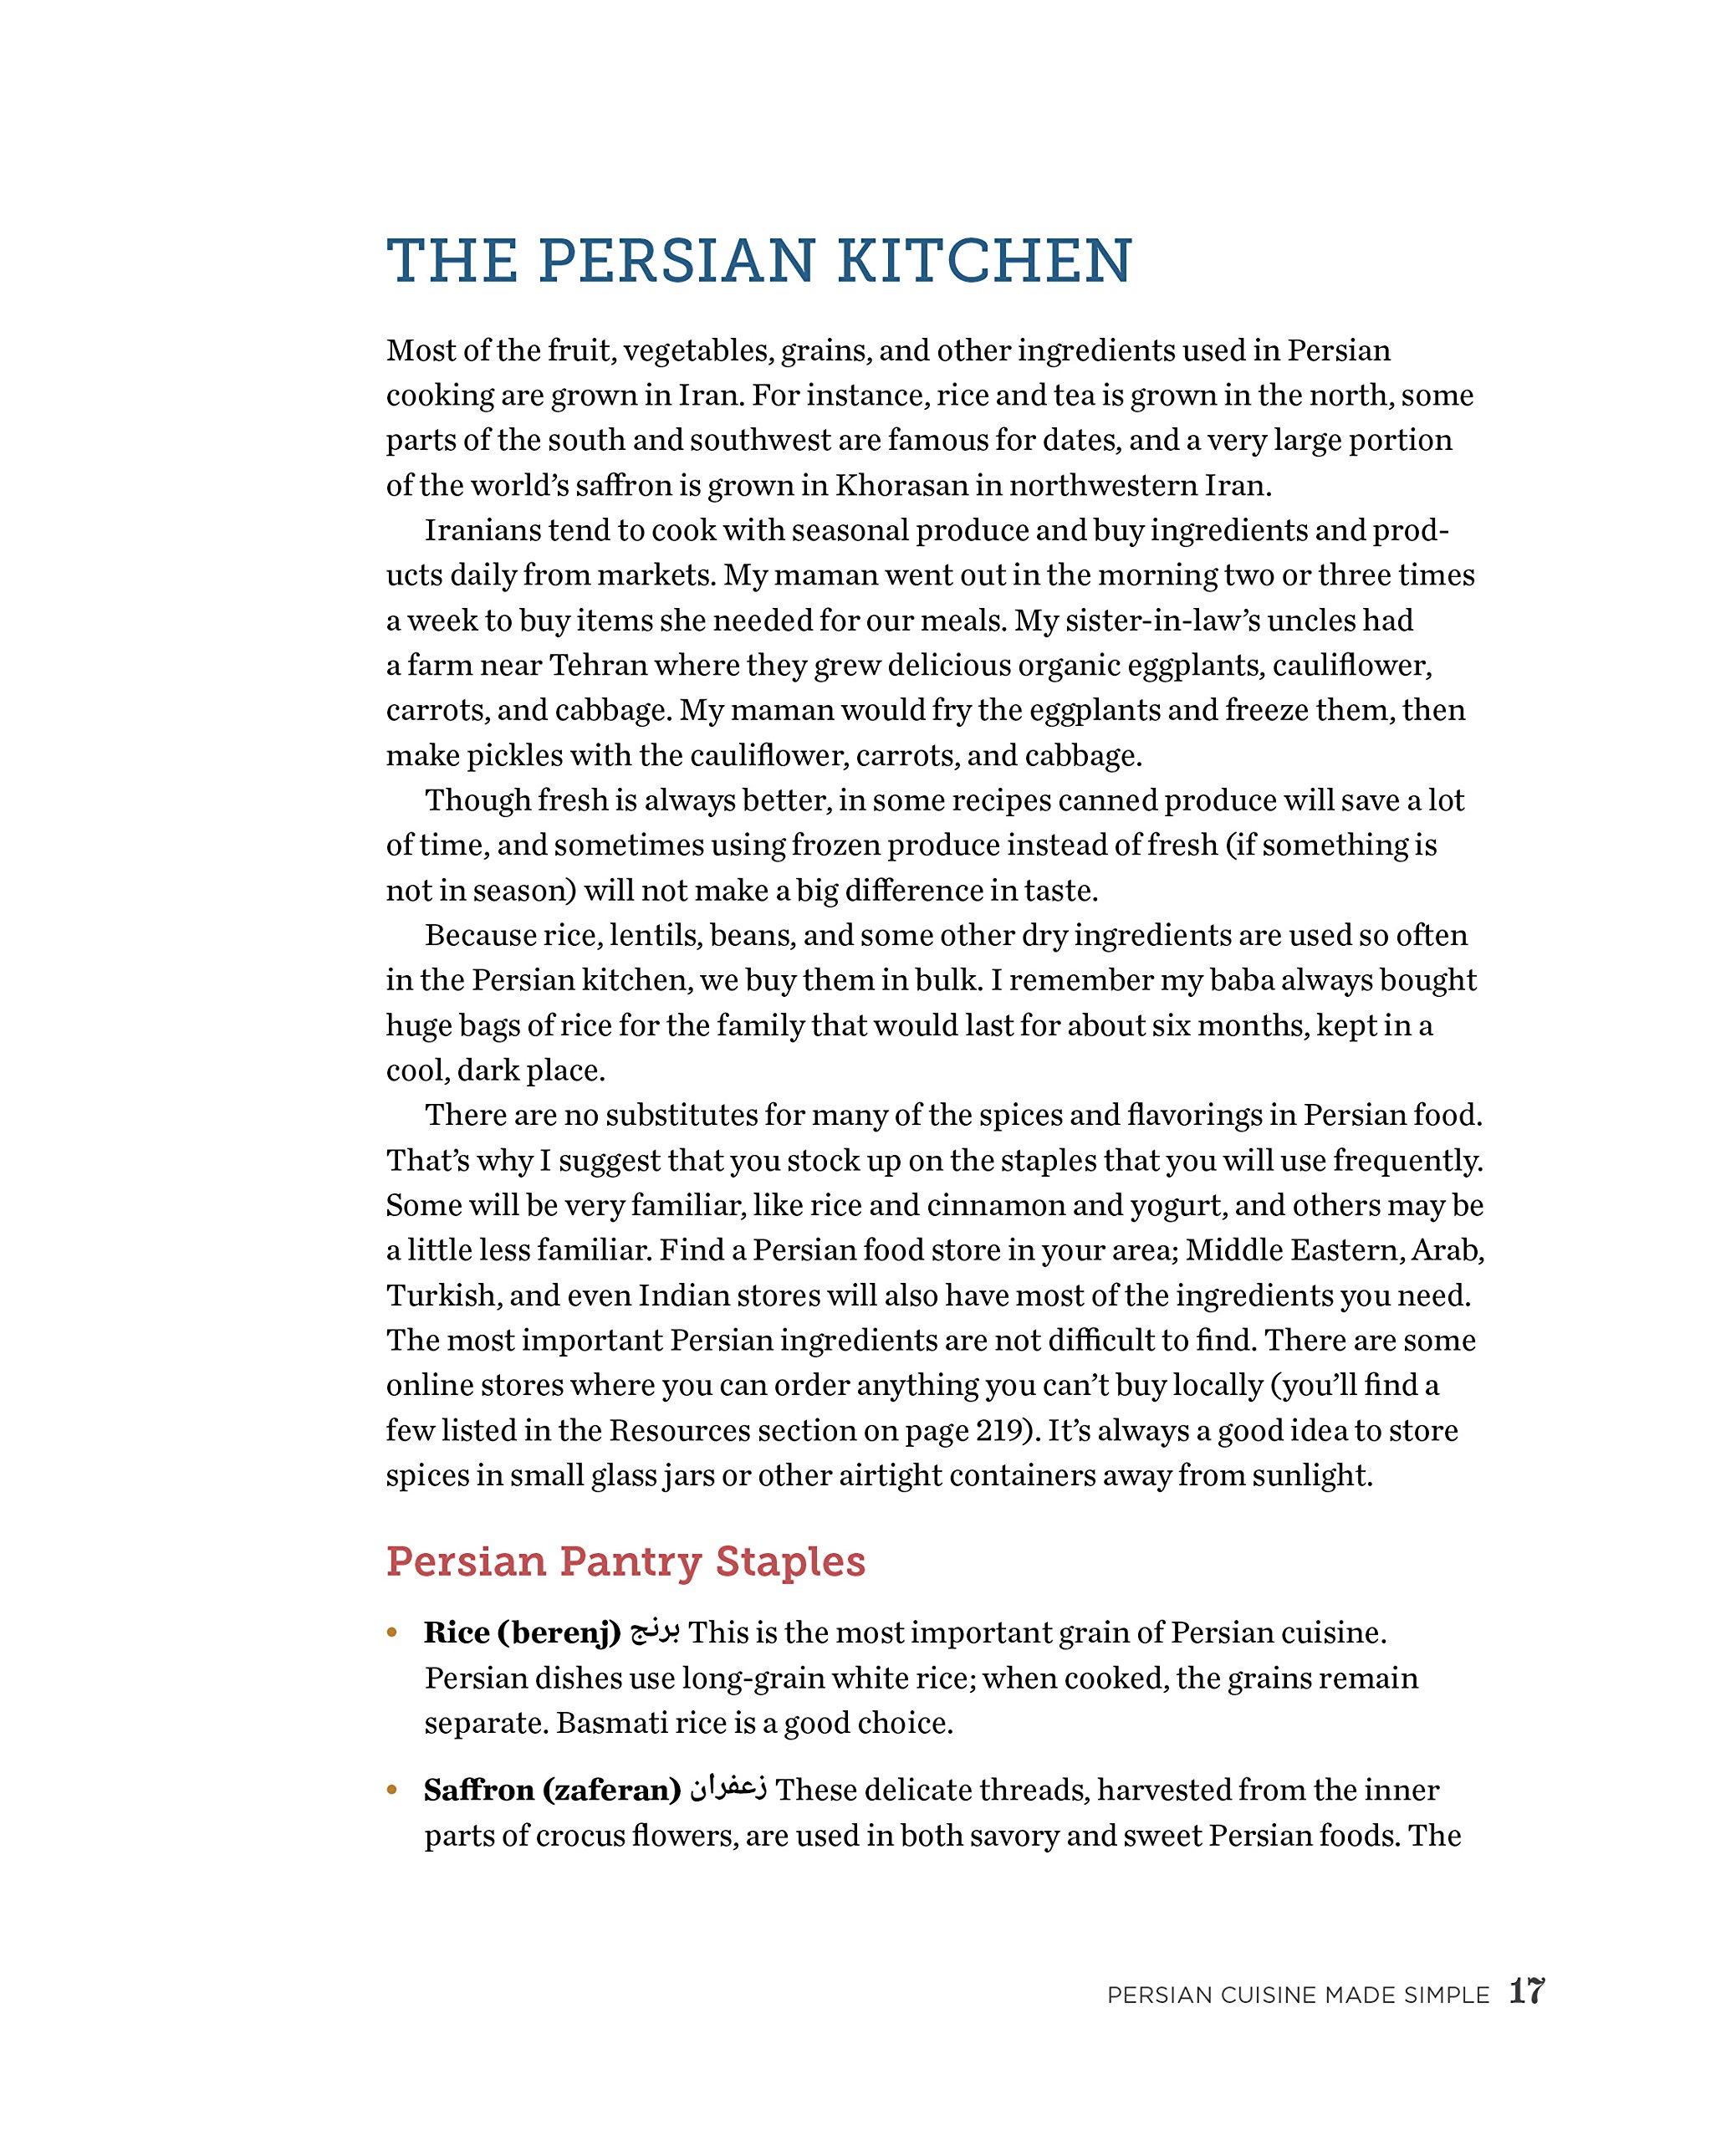 THE PERSIAN KITCHEN
Most of the fruit, vegetables, grains, and other ingredients used in Persian
cooking are grown in Iran. For instance, rice and tea is grown in the north, some
parts of the south and southwest are famous for dates, and a very large portion
of the world’s saffron is grown in Khorasan in northwestern Iran.
Iranians tend to cook with seasonal produce and buy ingredients and prod-
ucts daily from markets. My maman went out in the morning two or three times
a week to buy items she needed for our meals. My sister-in-law’s uncles had
a farm near Tehran where they grew delicious organic eggplants, cauliflower,
carrots, and cabbage. My maman would fry the eggplants and freeze them, then
make pickles with the cauliflower, carrots, and cabbage.
Though fresh is always better, in some recipes canned produce will save a lot
of time, and sometimes using frozen produce instead of fresh (if something is
not in season) will not make a big difference in taste.
Because rice, lentils, beans, and some other dry ingredients are used so often
in the Persian kitchen, we buy them in bulk. I remember my baba always bought
huge bags of rice for the family that would last for about six months, kept in a
cool, dark place.
There are no substitutes for many of the spices and flavorings in Persian food.
That’s why I suggest that you stock up on the staples that you will use frequently.
Some will be very familiar, like rice and cinnamon and yogurt, and others may be
a little less familiar. Find a Persian food store in your area; Middle Eastern, Arab,
Turkish, and even Indian stores will also have most of the ingredients you need.
The most important Persian ingredients are not difficult to find. There are some
online stores where you can order anything you can’t buy locally (you’ll find a
few listed in the Resources section on page 219). It’s always a good idea to store
spices in small glass jars or other airtight containers away from sunlight.
Persian Pantry Staples
• Rice (berenj) برنج This is the most important grain of Persian cuisine.
Persian dishes use long-grain white rice; when cooked, the grains remain
separate. Basmati rice is a good choice.
• Saffron (zaferan) زعفران These delicate threads, harvested from the inner
parts of crocus flowers, are used in both savory and sweet Persian foods. The
PERSIAN CUISINE MADE SIMPLE 17